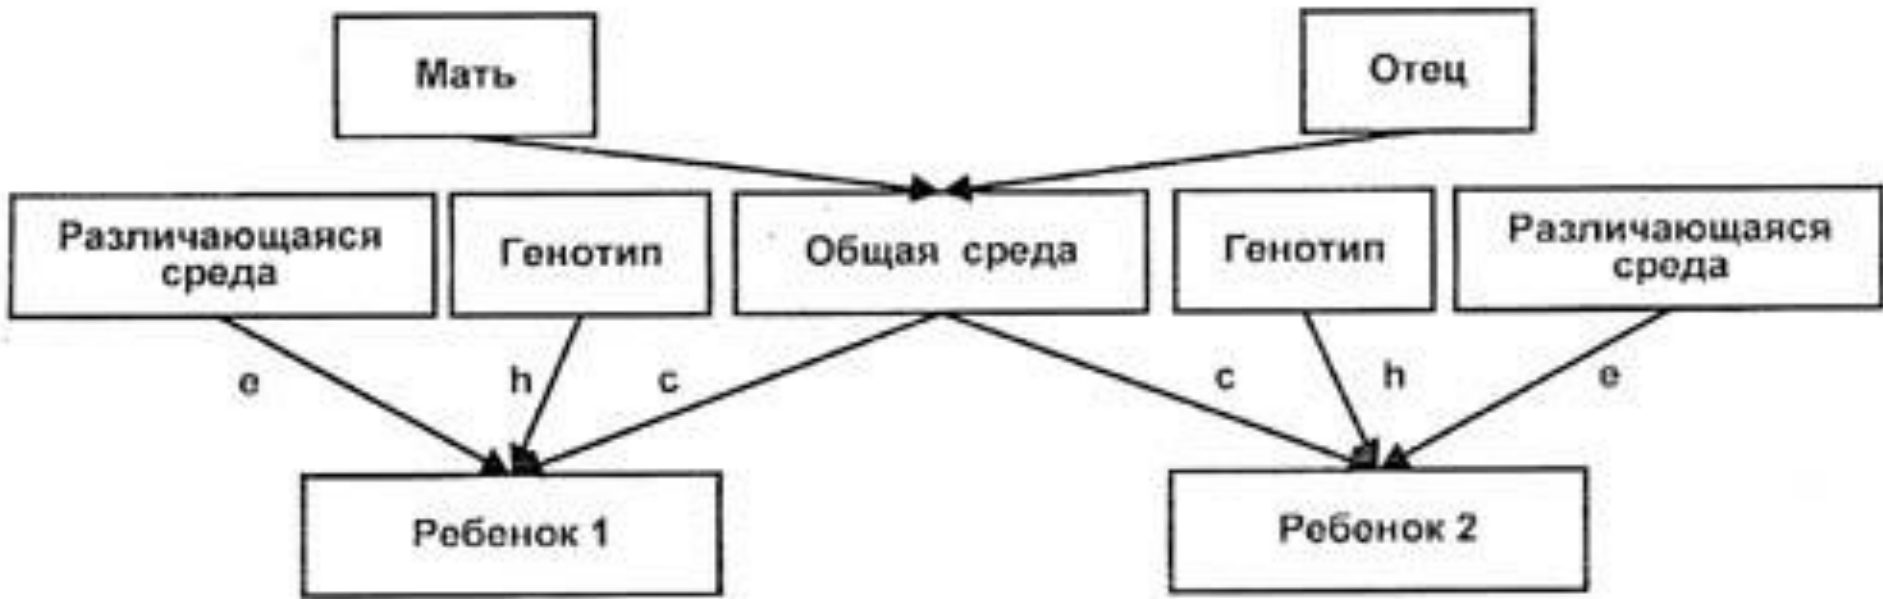 Мать
Отец
Различающаяся
среда
Генотип
Общая среда
Генотип
Различающаяся
среда
e
h
c
c
h
e
Ребенок 1
Ребенок 2